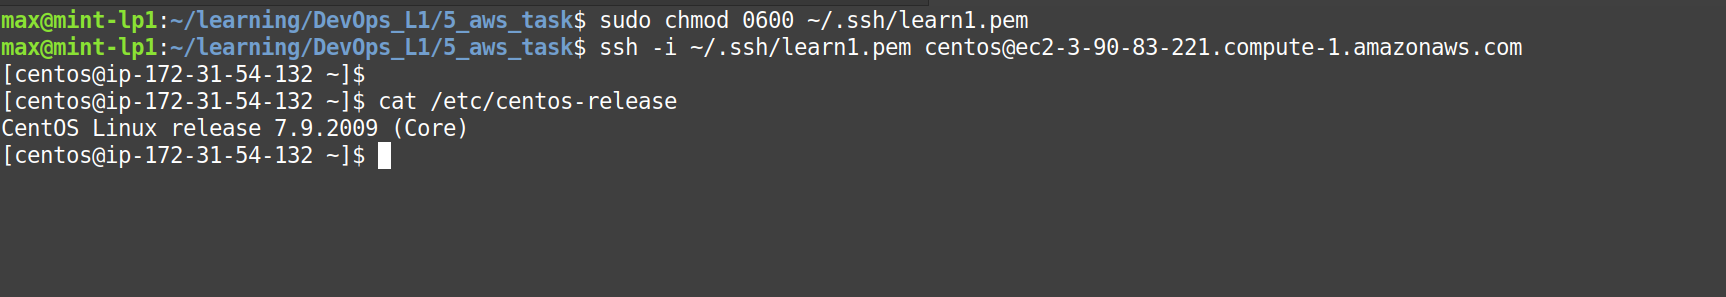 max@mint-lp1:~/learning/DevOps_L1/5_aws_task$ sudo chmod 0600 ~/.ssh/learn1.pem
max@mint-lp1:~/learning/DevOps_L1/5_aws_task$ ssh -i ~/.ssh/learn1.pem centos@ec2-3-90-83-221.compute-1.amazonaws.com
[centos@ip-172-31-54-132 ~]$
[centos@ip-172-31-54-132 ~]$ cat /etc/centos-release
CentOS Linux release 7.9.2009 (Core)
[centos@ip-172-31-54-132 ~]$